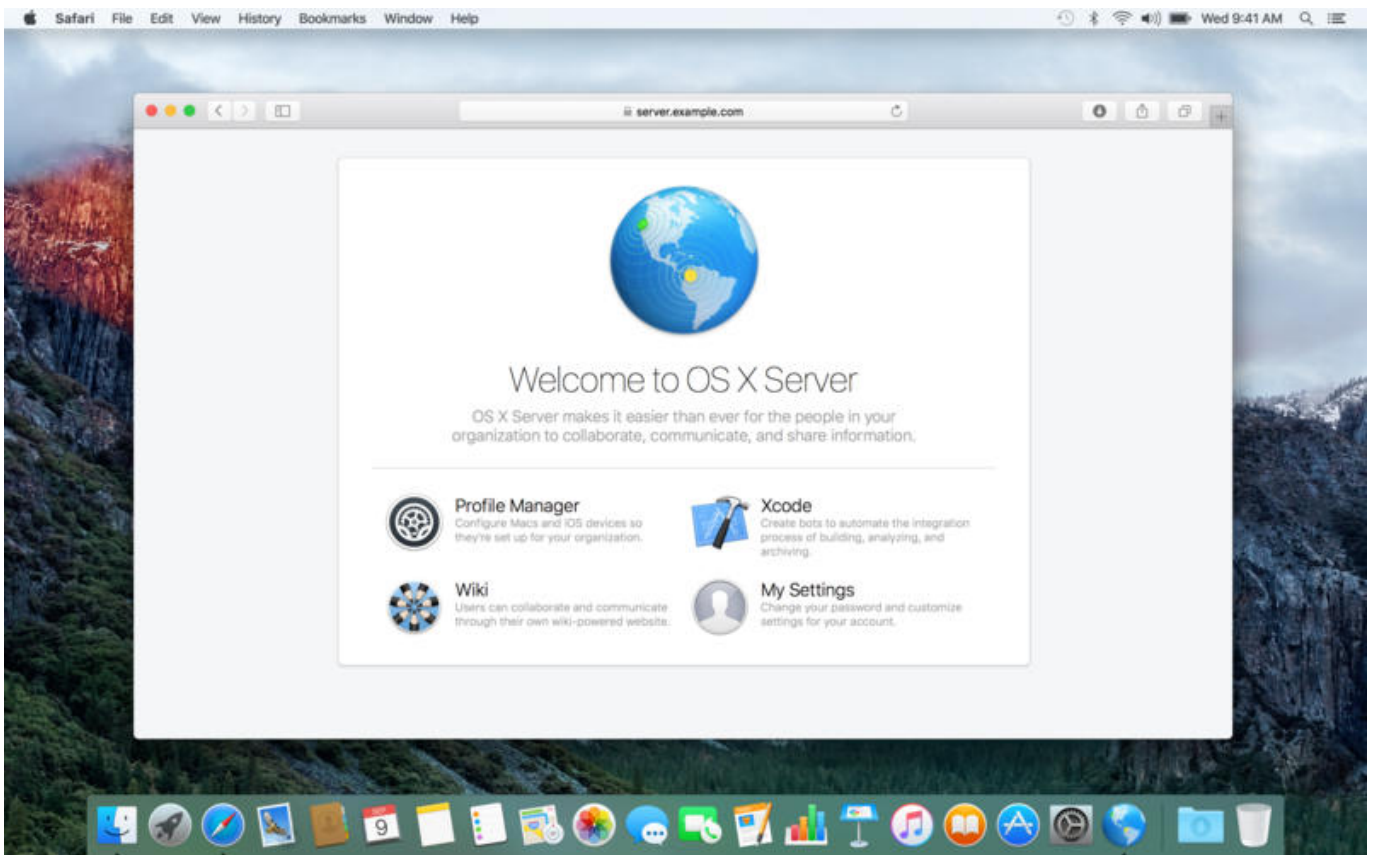 Safari File Edit View History Bookmarks Window Help Wed 9:41 AM
server.example.com
Welcome to OS X Server
OS X Server makes it easier than ever for the people in your
organization to collaborate, communicate, and share information.
Profile Manager
Configure Macs and iOS devices so
they're set up for your organization.
Xcode
Create bots to automate the integration
process of building, analyzing, and
archiving.
Wiki
Users can collaborate and communicate
through their own wiki-powered website.
My Settings
Change your password and customize
settings for your account.
9